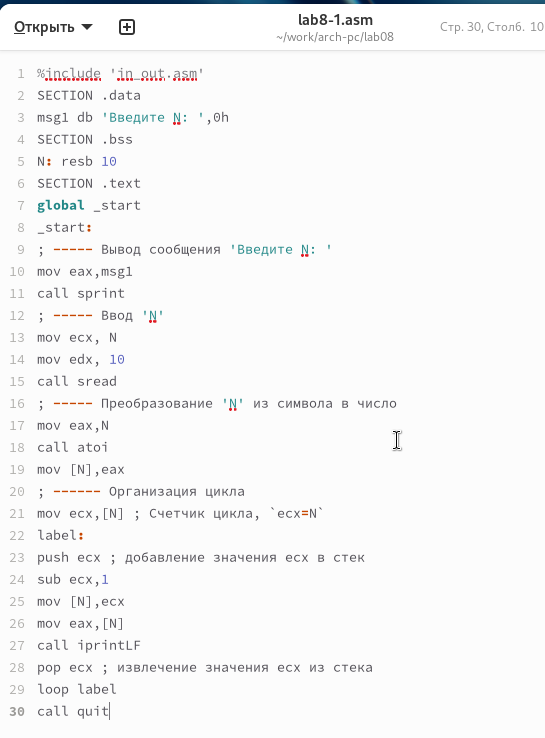 Открыть
lab8-1.asm
~/work/arch-pc/lab08
Стр. 30, Столб. 10
1 %include 'in_out.asm'
2 SECTION .data
3 msg1 db 'Введите N: ',0h
4 SECTION .bss
5 N: resb 10
6 SECTION .text
7 global _start
8 _start:
9 ; ----- Вывод сообщения 'Введите N: '
10 mov eax,msg1
11 call sprint
12 ; ----- Ввод 'N'
13 mov ecx, N
14 mov edx, 10
15 call sread
16 ; ----- Преобразование 'N' из символа в число
17 mov eax,N
18 call atoi
19 mov [N],eax
20 ; ------ Организация цикла
21 mov ecx,[N] ; Счетчик цикла, `ecx=N`
22 label:
23 push ecx ; добавление значения ecx в стек
24 sub ecx,1
25 mov [N],ecx
26 mov eax,[N]
27 call iprintLF
28 pop ecx ; извлечение значения ecx из стека
29 loop label
30 call quit